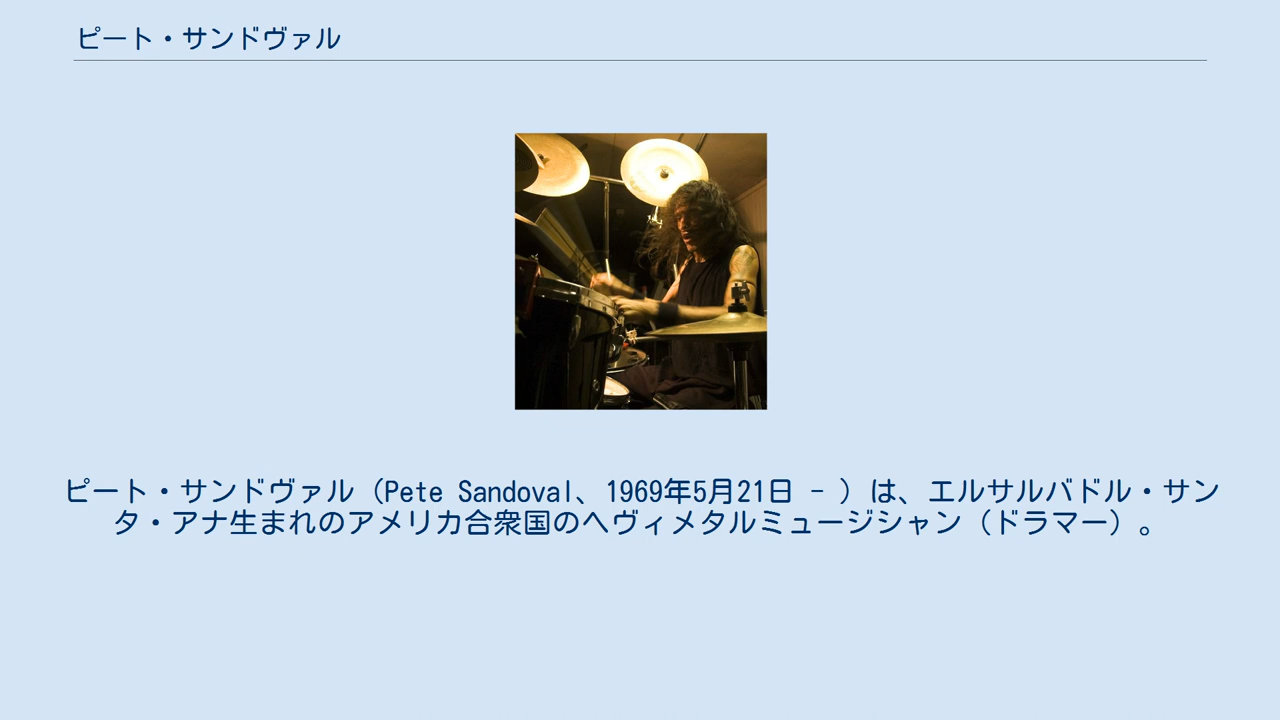 ピート・サンドヴァル
ピート・サンドヴァル（Pete Sandoval、1969年5月21日 - ）は、エルサルバドル・サン
タ・アナ生まれのアメリカ合衆国のヘヴィメタルミュージシャン（ドラマー）。